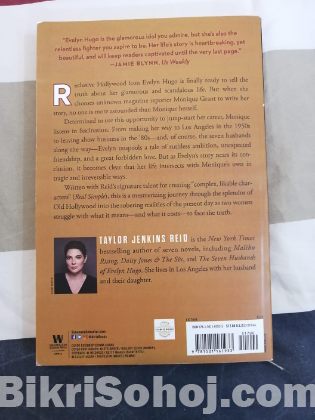 "Evelyn Hugo is the glamorous idol you admire, but she's also the
relentless fighter you aspire to be. Her life's story is heartbreaking, yet
beautiful, and will keep readers captivated until the very last page."
—JAMIE BLYNN, Us Weekly
Reclusive Hollywood icon Evelyn Hugo is finally ready to tell the
truth about her glamorous and scandalous life. But when she
chooses unknown magazine reporter Monique Grant to write her
story, no one is more astounded than Monique herself.
Determined to use this opportunity to jump-start her career, Monique
listens in fascination. From making her way to Los Angeles in the 1950s
to leaving show business in the '80s—and, of course, the seven husbands
along the way—Evelyn unspools a tale of ruthless ambition, unexpected
friendship, and a great forbidden love. But as Evelyn's story nears its con-
clusion, it becomes clear that her life intersects with Monique's own in
tragic and irreversible ways.
Written with Reid's signature talent for creating "complex, likable char-
acters" (Real Simple), this is a mesmerizing journey through the splendor of
Old Hollywood into the harsh realities of the present day as two women
struggle with what it means—and what it costs—to face the truth.
TAYLOR JENKINS REID is the New York Times
bestselling author of seven novels, including Malibu
Rising, Daisy Jones & The Six, and The Seven Husbands
of Evelyn Hugo. She lives in Los Angeles with her husband
and their daughter.
BikriSohoj.com